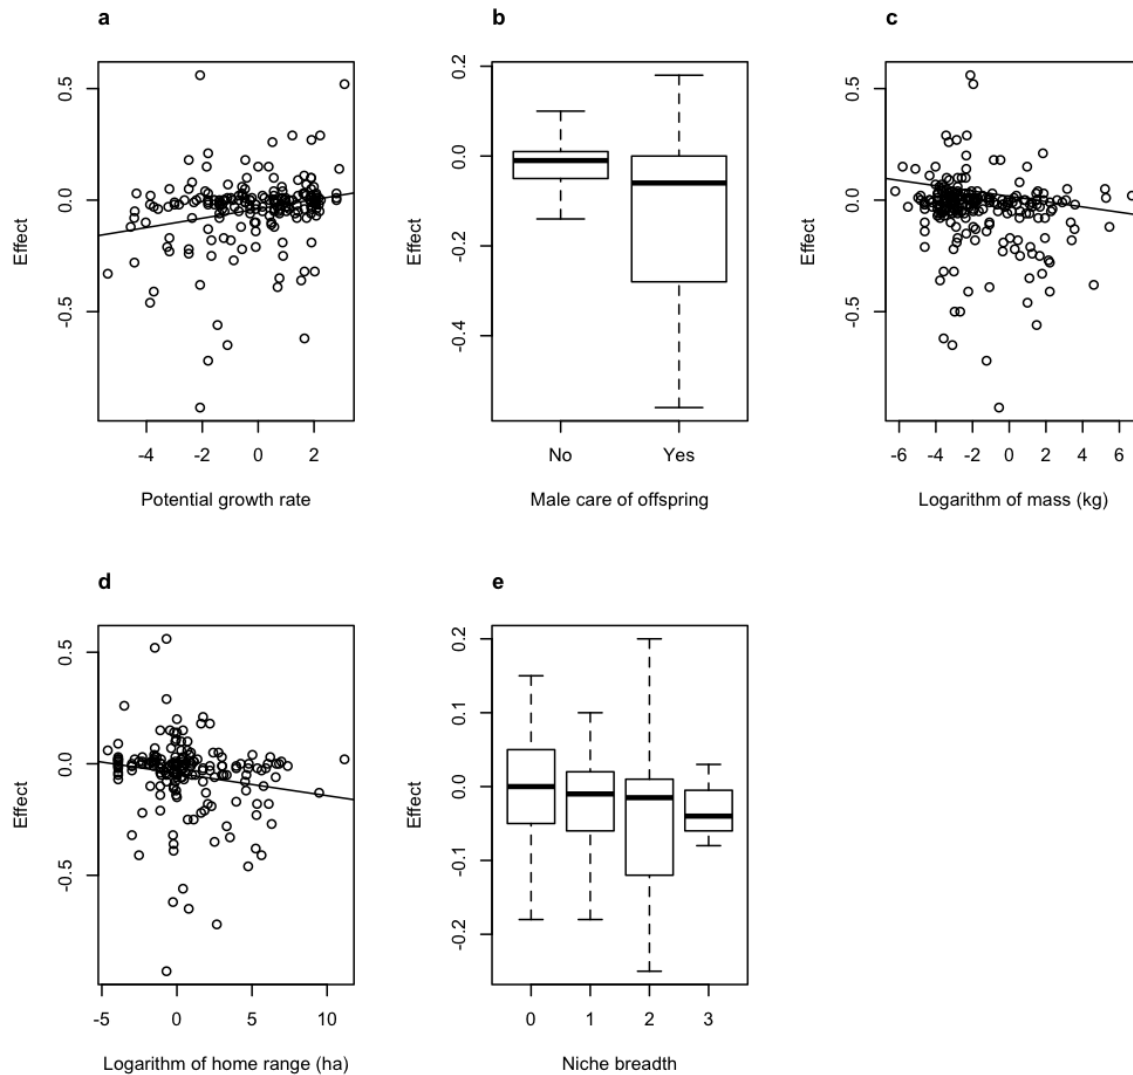 a
b
c
Effect
0.5
0.0
-0.5
-4 -2 0 2
Potential growth rate
Effect
0.2
0.0
-0.2
-0.4
No Yes
Male care of offspring
Effect
0.5
0.0
-0.5
-6 -4 -2 0 2 4 6
Logarithm of mass (kg)
d
e
Effect
0.5
0.0
-0.5
-5 0 5 10
Logarithm of home range (ha)
Effect
0.2
0.1
0.0
-0.1
-0.2
0 1 2 3
Niche breadth